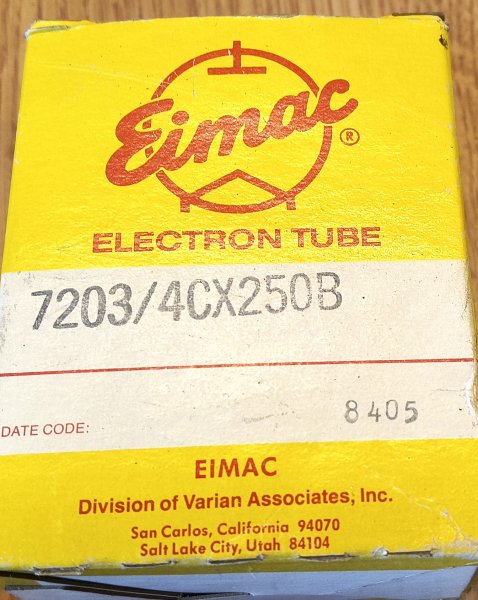 Eimac ®
ELECTRON TUBE
7203/4CX250B
DATE CODE: 8405
EIMAC
Division of Varian Associates, Inc.
San Carlos, California 94070
Salt Lake City, Utah 84104